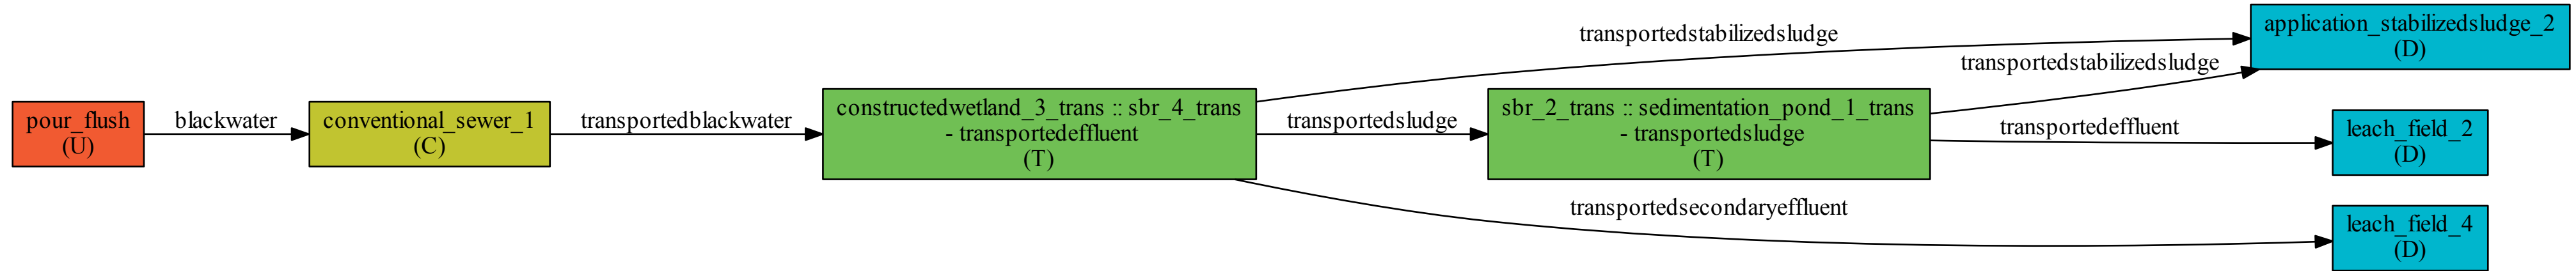 pour_flush
(U)
blackwater
conventional_sewer_1
(C)
transportedblackwater
constructedwetland_3_trans :: sbr_4_trans
- transportedeffluent
(T)
transportedstabilizedsludge
transportedsludge
transportedsecondaryeffluent
sbr_2_trans :: sedimentation_pond_1_trans
- transportedsludge
(T)
transportedstabilizedsludge
transportedeffluent
application_stabilizedsludge_2
(D)
leach_field_2
(D)
leach_field_4
(D)